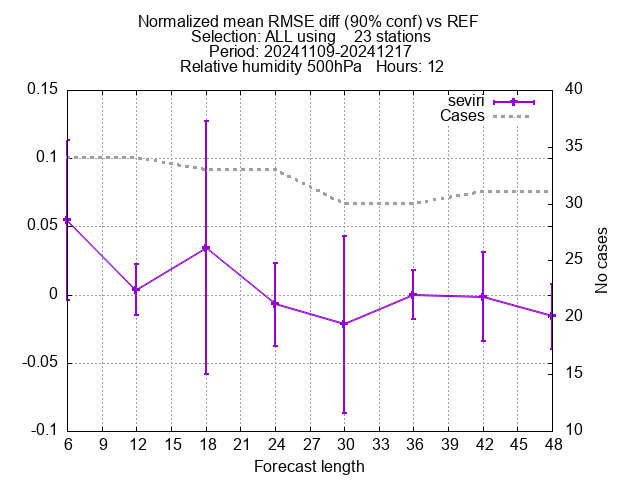 Normalized mean RMSE diff (90% conf) vs REF
Selection: ALL using    23 stations
Period: 20241109-20241217
Relative humidity 500hPa   Hours: 12
seviri
Cases
0.15
0.1
0.05
0
-0.05
-0.1
40
35
30
25
20
15
10
No cases
6 9 12 15 18 21 24 27 30 33 36 39 42 45 48
Forecast length